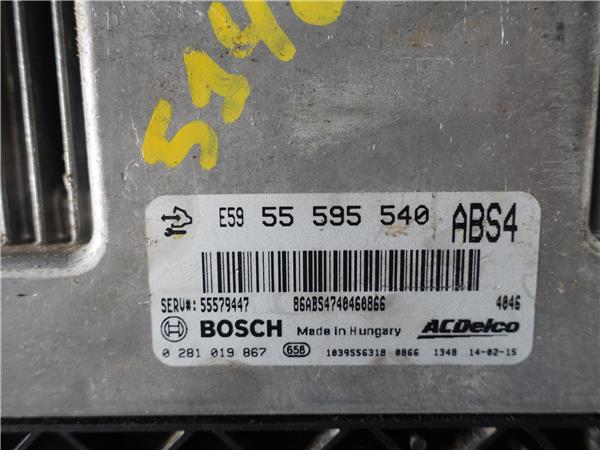 E59 55 595 540 ABS4
SERV#: 55579447 86ABS4740460866 4046
BOSCH Made in Hungary ACDelco
0 281 019 867 658 1039S56318 0866 1348 14-02-15